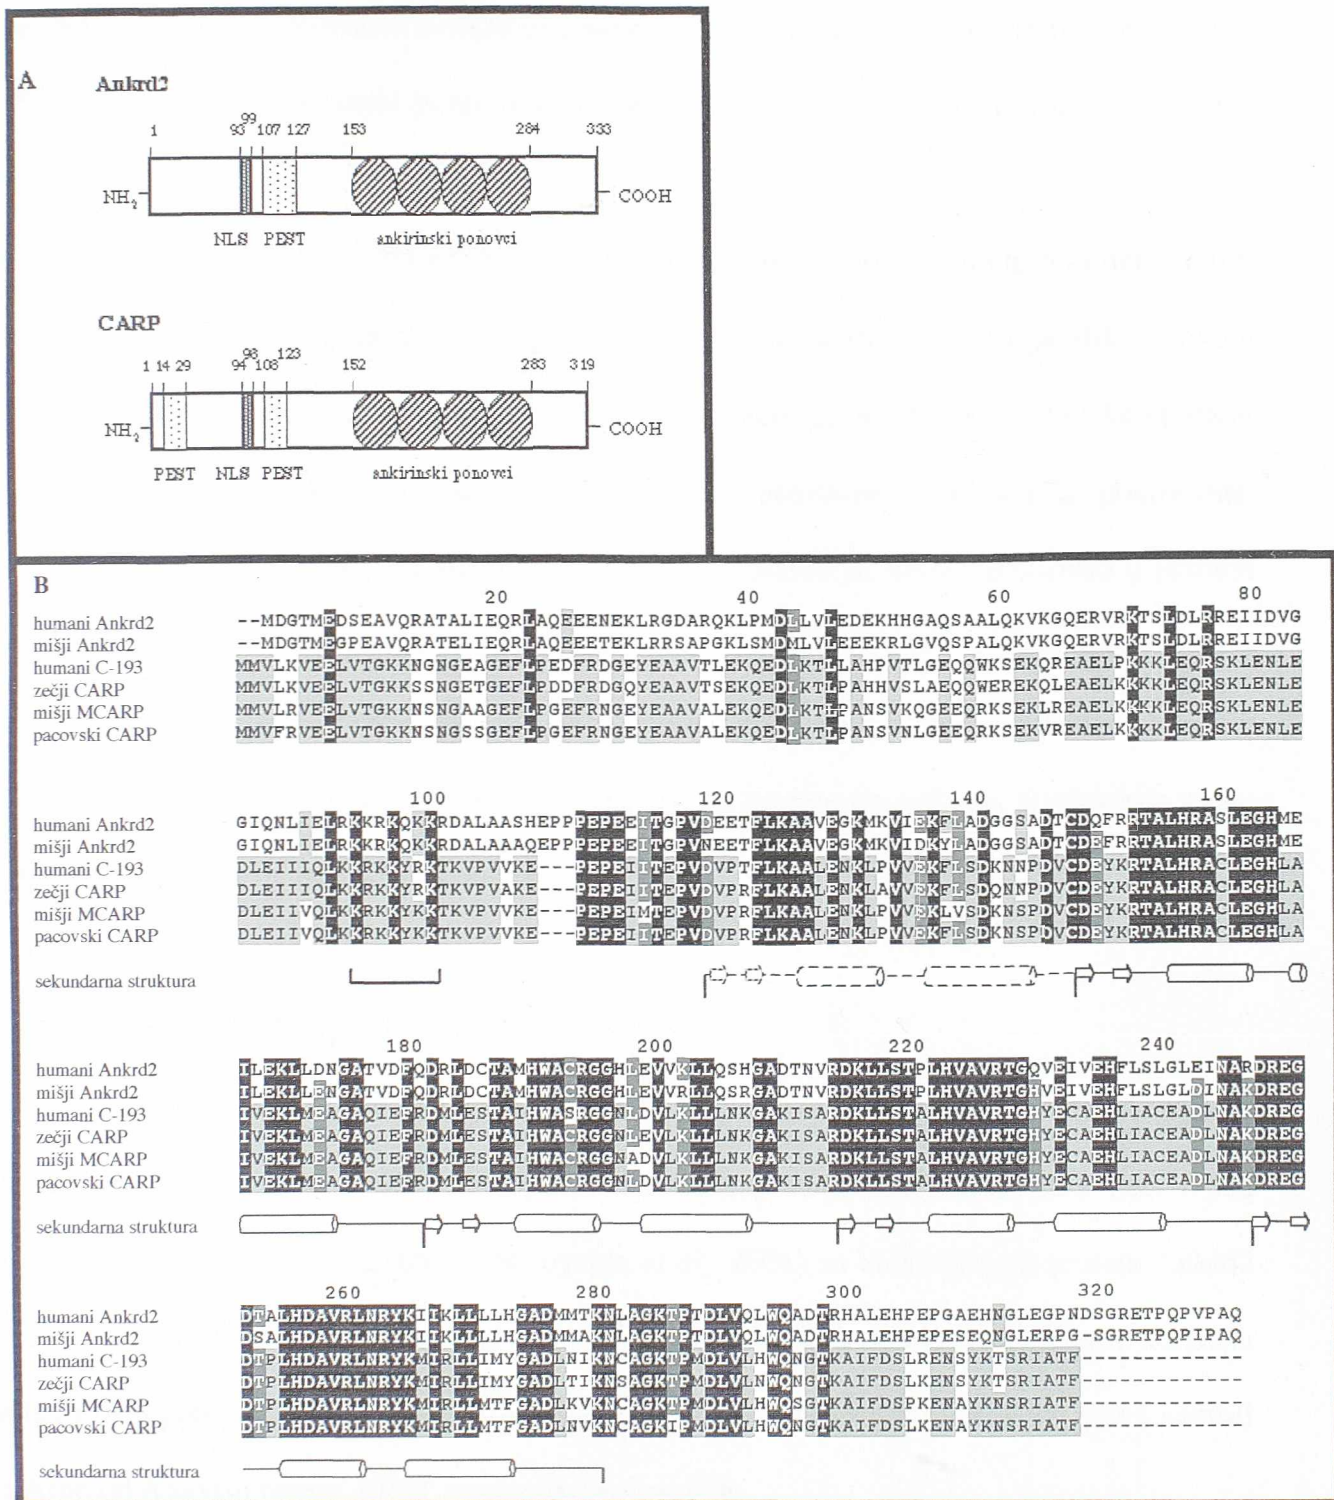 A
Ankrd2
1 93 99 107 127 153 284 333
NH2 COOH
NLS PEST ankirinski ponovci
CARP
1 14 29 94 98 108 123 152 283 319
NH2 COOH
PEST NLS PEST ankirinski ponovci
B
20 40 60 80
humani Ankrd2 --MDGTMEDSEAVQRATALIEQRLAQEEENEKLRGDARQKLPMDLLVLEDEKHHGAQSAALQKVKGQERVRKTSLDLRREIIDVG
mišji Ankrd2 --MDGTMEGPEAVQRATELIEQRLAQEEETEKLRRSAPGKLSMDMLVLEEEKRLGVQSPALQKVKGQERVRKTSLDLRREIIDVG
humani C-193 MMVLKVEELVTGKKNGNGEAGEFLPEDFRDGEYEAAVTLEKQEDLKTLLAHPVTLGEQQWKSEKQREAELPKKKLEQRSKLENLE
zečji CARP MMVLKVEELVTGKKSSNGETGEFLPDDFRDGQYEAAVTSEKQEDLKTLPAHHVSLAEQQWEREKQLEAELKKKKLEQRSKLENLE
mišji MCARP MMVLRVEELVTGKKNSNGAAGEFLPGEFRNGEYEAAVALEKQEDLKTLPANSVKQGEEQRKSEKLREAELKKKKLEQRSKLENLE
pacovski CARP MMVFRVEELVTGKKNSNGSSGEFLPGEFRNGEYEAAVALEKQEDLKTLPANSVNLGEEQRKSEKVREAELKKKKLEQRSKLENLE
100 120 140 160
humani Ankrd2 GIQNLIELRKKRKQKKRDALAASHEPPPEPEEITGPVDEETFLKAAVEGKMKVIEKFLADGGSADTCDQFRRTALHRASLEGHME
mišji Ankrd2 GIQNLIELRKKRKQKKRDALAAAQEPPPEPEEITGPVNEETFLKAAVEGKMKVIDKYLADGGSADTCDEFRRTALHRASLEGHME
humani C-193 DLEIIIQLKKRKKYRKTKVPVVKE---PEPEIITEPVDVPTFLKAALENKLPVVEKFLSDKNNPDVCDEYKRTALHRACLEGHLA
zečji CARP DLEIIIQLKKRKKYRKTKVPVAKE---PEPEIITEPVDVPRFLKAALENKLAVVEKFLSDQNNPDVCDEYKRTALHRACLEGHLA
mišji MCARP DLEIIVQLKKRKKYKKTKVPVVKE---PEPEIMTEPVDVPRFLKAALENKLPVVEKLVSDKNSPDVCDEYKRTALHRACLEGHLA
pacovski CARP DLEIIVQLKKRKKYKKTKVPVVKE---PEPEIITEPVDVPRFLKAALENKLPVVEKFLSDKNSPDVCDEYKRTALHRACLEGHLA
sekundarna struktura
180 200 220 240
humani Ankrd2 ILEKLLDNGATVDFQDRLDCTAMHWACRGGHLEVVKLLQSHGADTNVRDKLLSTPLHVAVRTGQVEIVEHFLSLGLEINARDREG
mišji Ankrd2 ILEKLLENGATVDFQDRLDCTAMHWACRGGHLEVVRLLQSRGADTNVRDKLLSTPLHVAVRTGHVEIVEHFLSLGLDINAKDREG
humani C-193 IVEKLMEAGAQIEFRDMLESTAIHWASRGGNLDVLKLLLNKGAKISARDKLLSTALHVAVRTGHYECAEHLIACEADLNAKDREG
zečji CARP IVEKLMEAGAQIEFRDMLESTAIHWACRGGNLEVLKLLLNKGAKISARDKLLSTALHVAVRTGHYECAEHLIACEADLNAKDREG
mišji MCARP IVEKLMEAGAQIEFRDMLESTAIHWACRGGNADVLKLLLNKGAKISARDKLLSTALHVAVRTGHYECAEHLIACEADLNAKDREG
pacovski CARP IVEKLMEAGAQIEFRDMLESTAIHWACRGGNLDVLKLLLNKGAKISARDKLLSTALHVAVRTGHYECAEHLIACEADLNAKDREG
sekundarna struktura
260 280 300 320
humani Ankrd2 DTALHDAVRLNRYKIIKLLLLHGADMMTKNLAGKTPTDLVQLWQADTRHALEHPEPGAEHNGLEGPNDSGRETPQPVPAQ
mišji Ankrd2 DSALHDAVRLNRYKIIKLLLLHGADMMAKNLAGKTPTDLVQLWQADTRHALEHPEPESEQNGLERPG-SGRETPQPIPAQ
humani C-193 DTPLHDAVRLNRYKMIRLLIMYGADLNIKNCAGKTPMDLVLHWQNGTKAIFDSLRENSYKTSRIATF-------------
zečji CARP DTPLHDAVRLNRYKMIRLLIMYGADLTIKNSAGKTPMDLVLNWQNGTKAIFDSLKENSYKTSRIATF-------------
mišji MCARP DTPLHDAVRLNRYKMIRLLMTFGADLKVKNCAGKTPMDLVLHWQSGTKAIFDSPKENAYKNSRIATF-------------
pacovski CARP DTPLHDAVRLNRYKMIRLLMTFGADLNVKNCAGKIPMDLVLHWQNGTKAIFDSLKENAYKNSRIATF-------------
sekundarna struktura